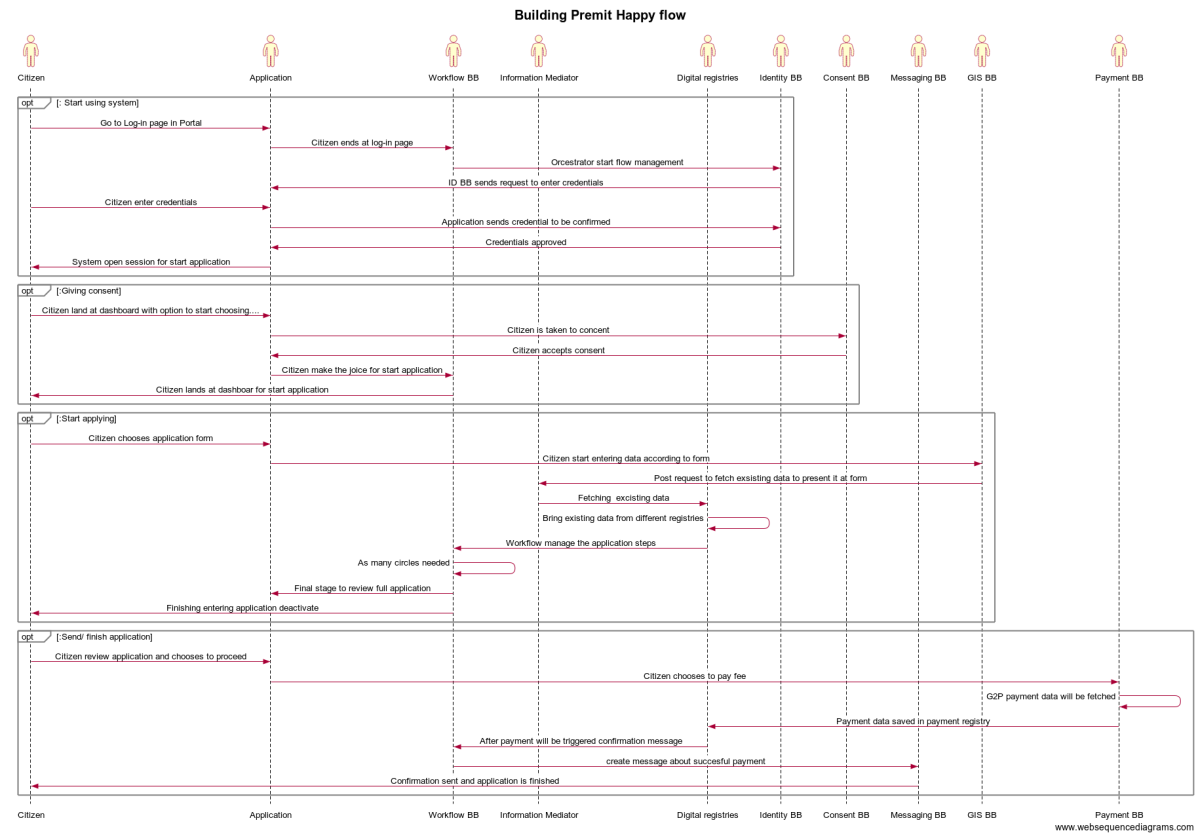 Building Premit Happy flow
Citizen Application Workflow BB Information Mediator Digital registries Identity BB Consent BB Messaging BB GIS BB Payment BB
opt [: Start using system]
Go to Log-in page in Portal
Citizen ends at log-in page
Orcestrator start flow management
ID BB sends request to enter credentials
Citizen enter credentials
Application sends credential to be confirmed
Credentials approved
System open session for start application
opt [:Giving consent]
Citizen land at dashboard with option to start choosing....
Citizen is taken to concent
Citizen accepts consent
Citizen make the joice for start application
Citizen lands at dashboar for start application
opt [:Start applying]
Citizen chooses application form
Citizen start entering data according to form
Post request to fetch exsisting data to present it at form
Fetching excisting data
Bring existing data from different registries
Workflow manage the application steps
As many circles needed
Final stage to review full application
Finishing entering application deactivate
opt [:Send/ finish application]
Citizen review application and chooses to proceed
Citizen chooses to pay fee
G2P payment data will be fetched
Payment data saved in payment registry
After payment will be triggered confirmation message
create message about succesful payment
Confirmation sent and application is finished
Citizen Application Workflow BB Information Mediator Digital registries Identity BB Consent BB Messaging BB GIS BB Payment BB
www.websequencediagrams.com